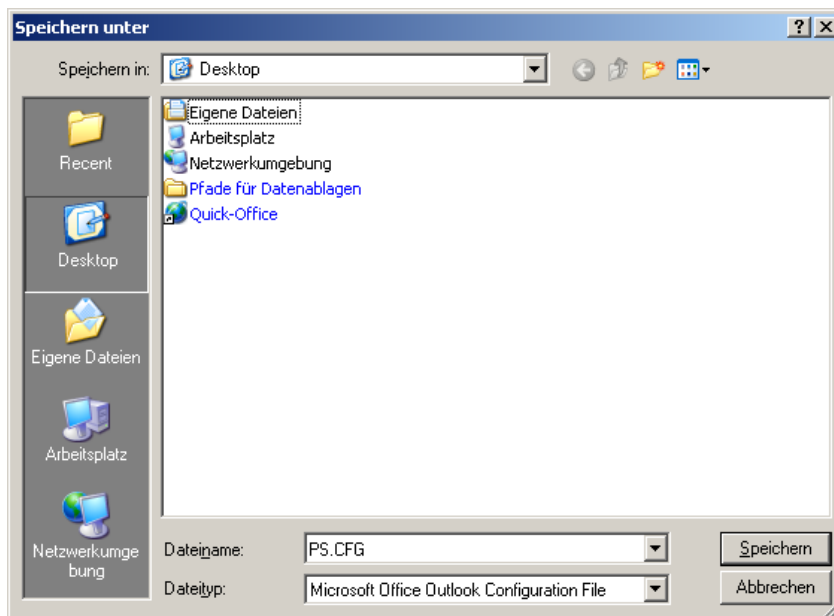 Speichern unter
Speichern in:
Desktop
Recent
Desktop
Eigene Dateien
Arbeitsplatz
Netzwerkumge
bung
Eigene Dateien
Arbeitsplatz
Netzwerkumgebung
Pfade für Datenablagen
Quick-Office
Dateiname:
PS.CFG
Speichern
Dateityp:
Microsoft Office Outlook Configuration File
Abbrechen